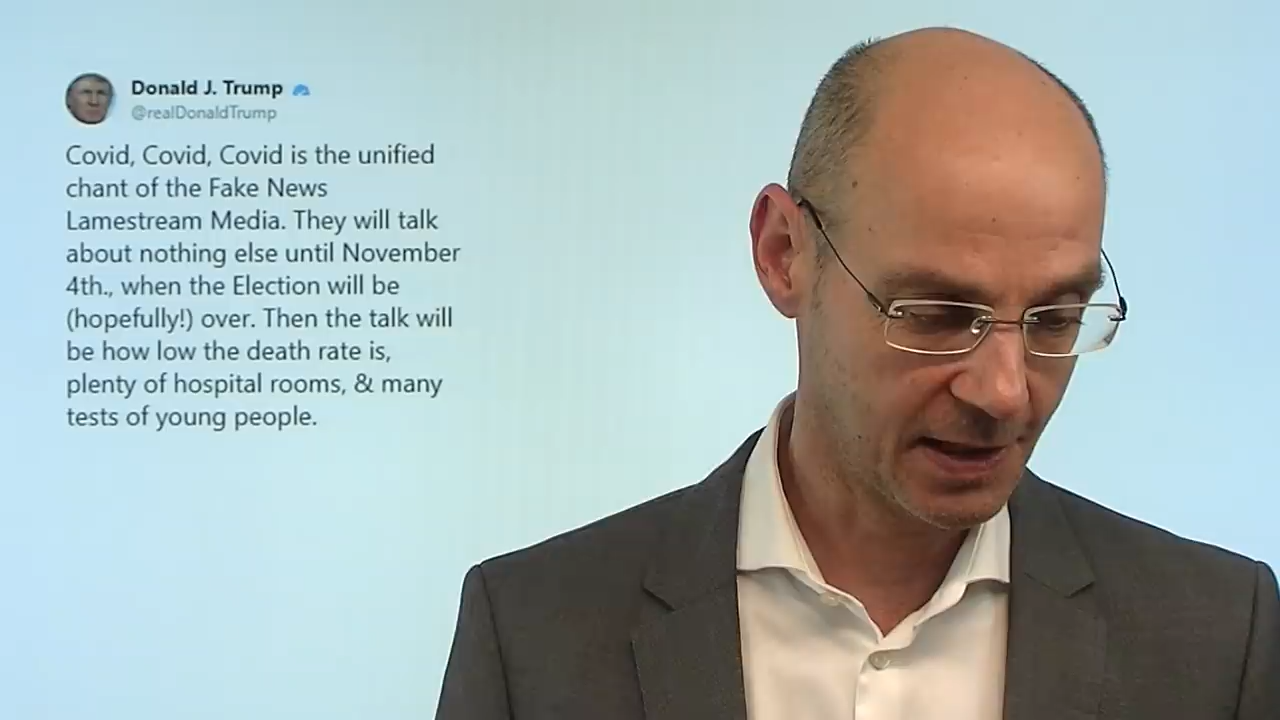 Donald J. Trump
@realDonaldTrump
Covid, Covid, Covid is the unified
chant of the Fake News
Lamestream Media. They will talk
about nothing else until November
4th., when the Election will be
(hopefully!) over. Then the talk will
be how low the death rate is,
plenty of hospital rooms, & many
tests of young people.